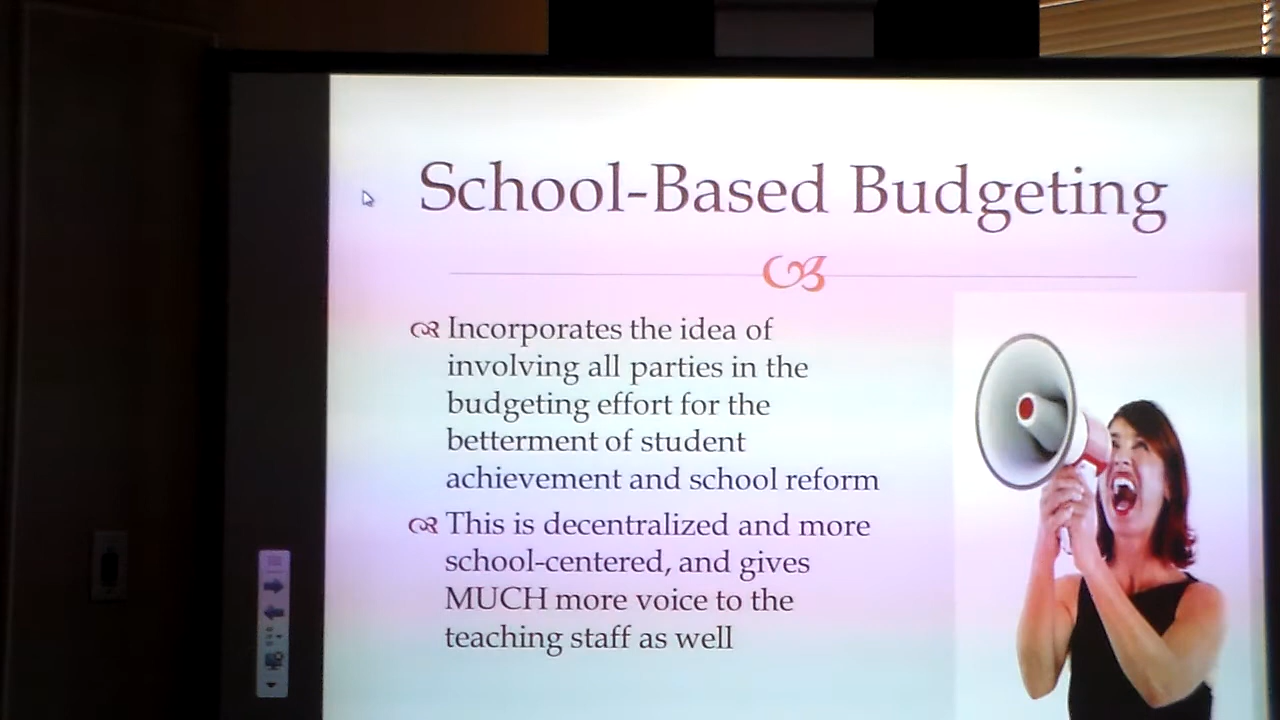 School-Based Budgeting
Incorporates the idea of
involving all parties in the
budgeting effort for the
betterment of student
achievement and school reform
This is decentralized and more
school-centered, and gives
MUCH more voice to the
teaching staff as well